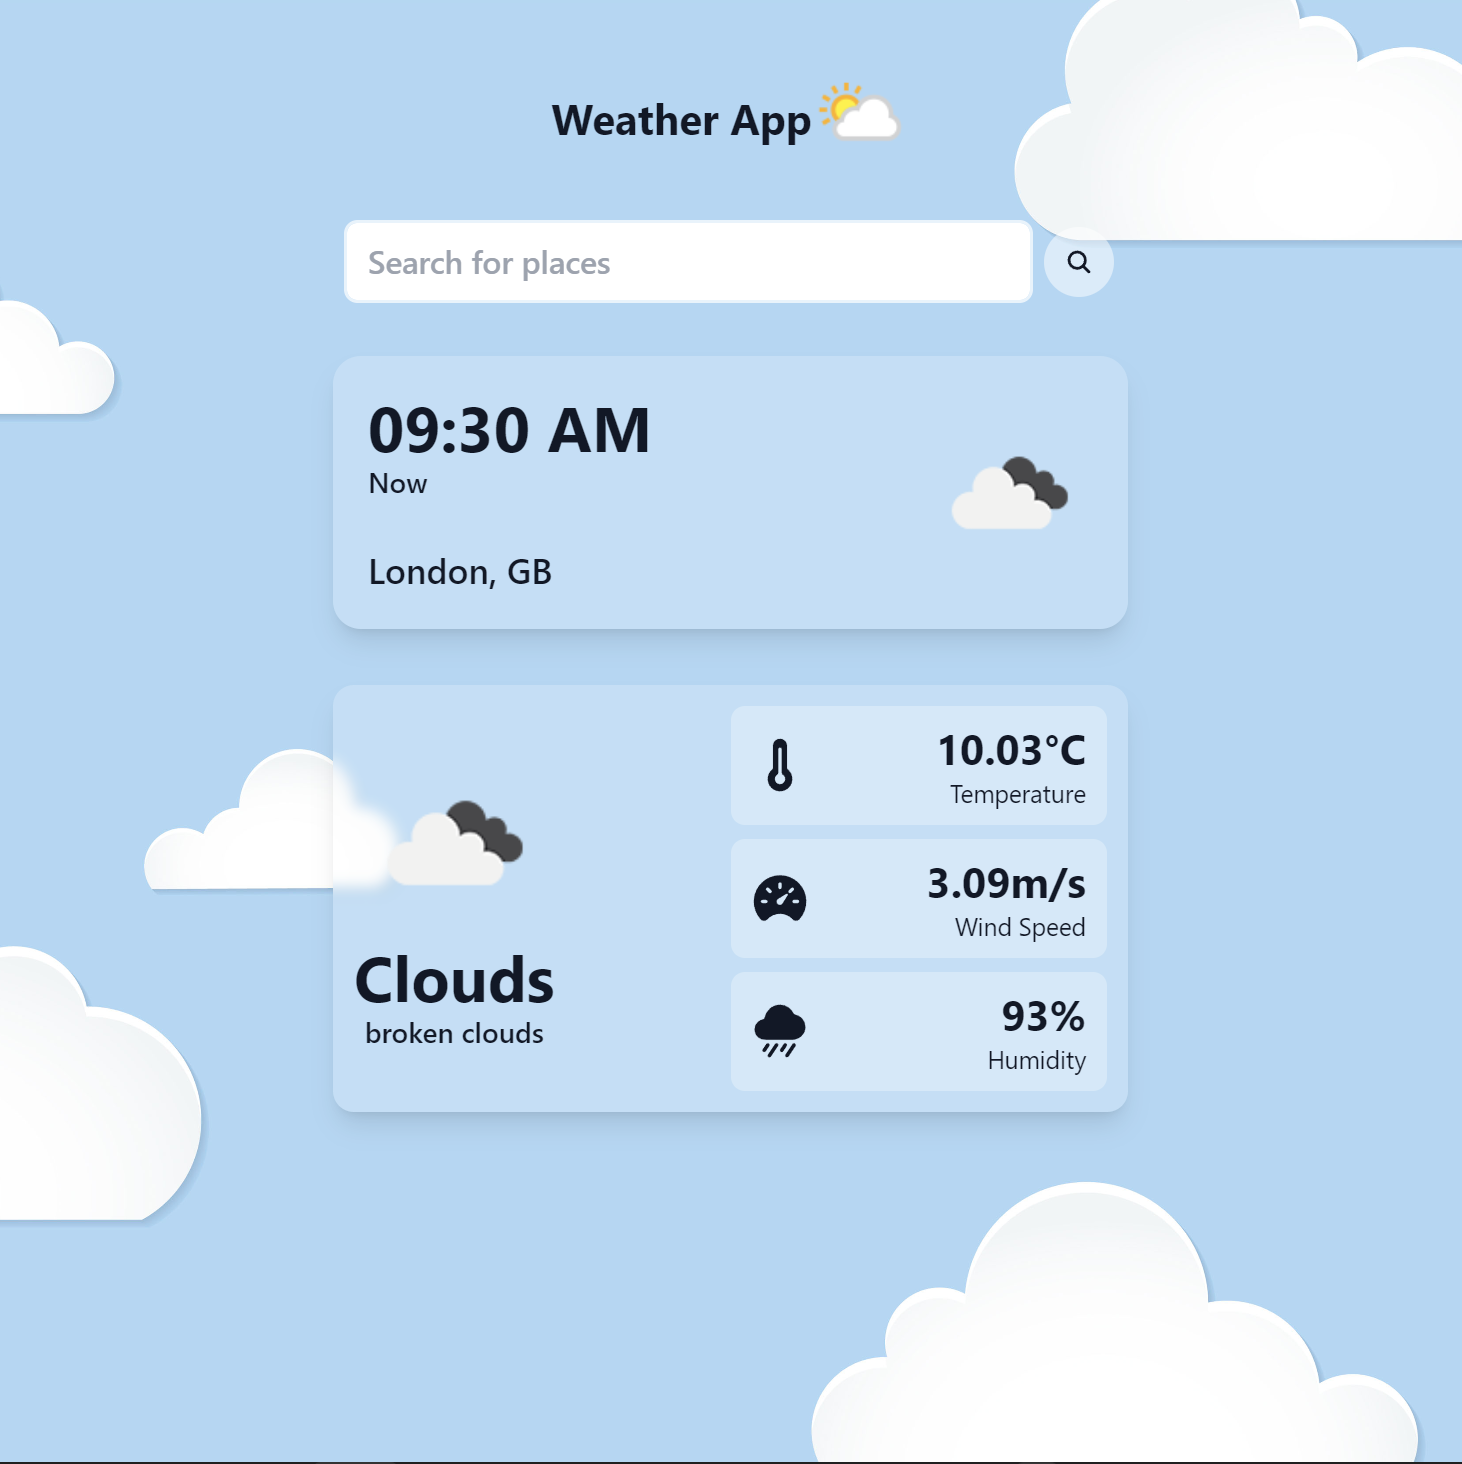 Weather App
Search for places
09:30 AM
Now
London, GB
Clouds
broken clouds
10.03°C
Temperature
3.09m/s
Wind Speed
93%
Humidity